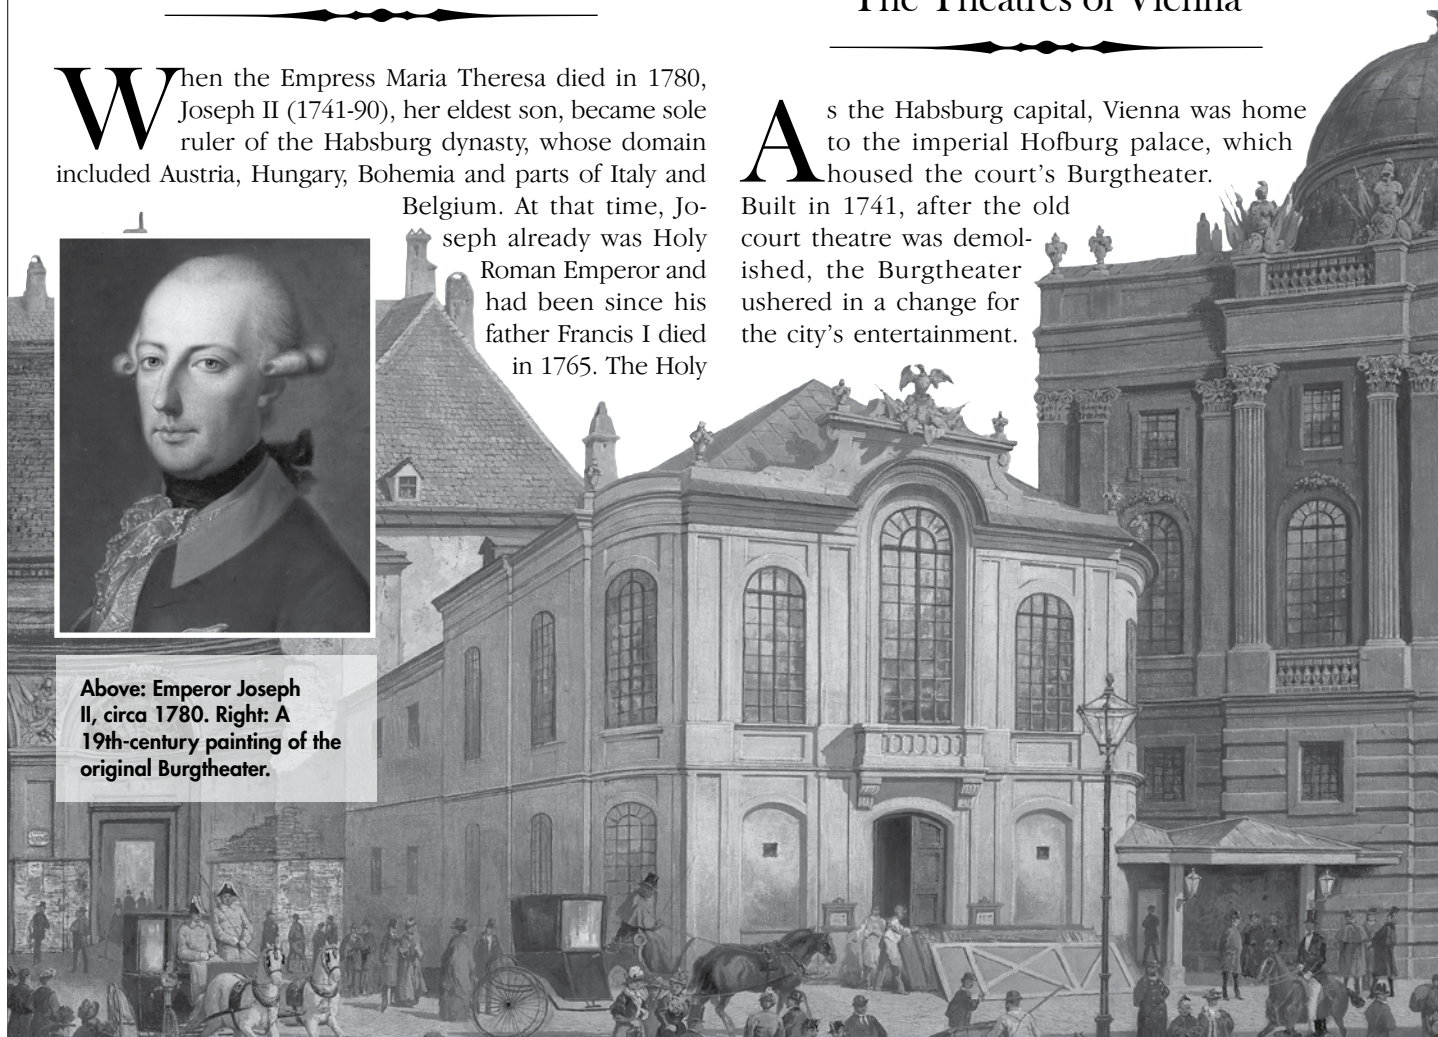 When the Empress Maria Theresa died in 1780,
Joseph II (1741-90), her eldest son, became sole
ruler of the Habsburg dynasty, whose domain
included Austria, Hungary, Bohemia and parts of Italy and
Belgium. At that time, Jo-
seph already was Holy
Roman Emperor and
had been since his
father Francis I died
in 1765. The Holy
Above: Emperor Joseph
II, circa 1780. Right: A
19th-century painting of the
original Burgtheater.
The Theatres of Vienna
As the Habsburg capital, Vienna was home
to the imperial Hofburg palace, which
housed the court's Burgtheater.
Built in 1741, after the old
court theatre was demol-
ished, the Burgtheater
ushered in a change for
the city's entertainment.